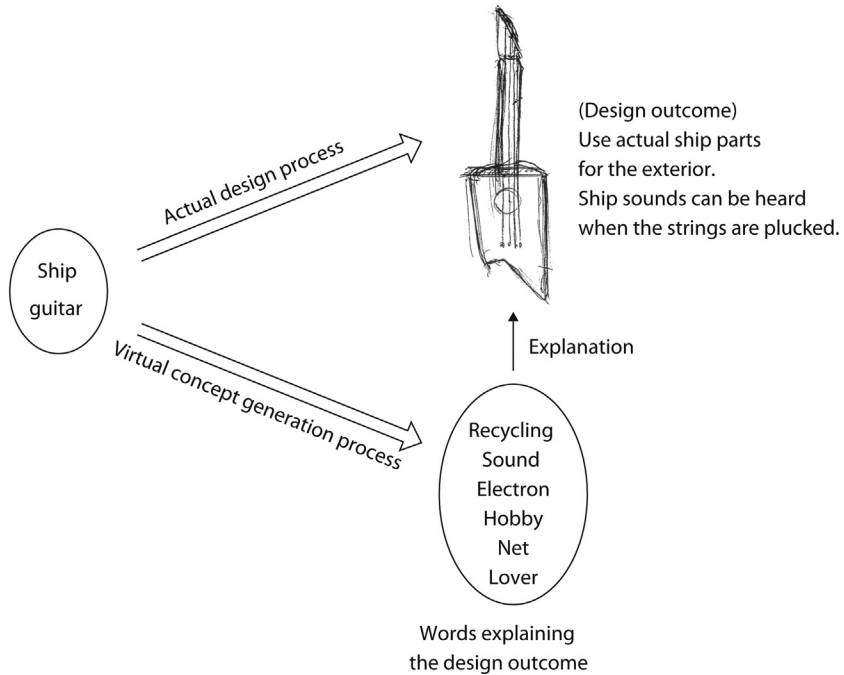 (Design outcome)
Use actual ship parts
for the exterior.
Ship sounds can be heard
when the strings are plucked.
Actual design process
Ship
guitar
Virtual concept generation process
Explanation
Recycling
Sound
Electron
Hobby
Net
Lover
Words explaining
the design outcome